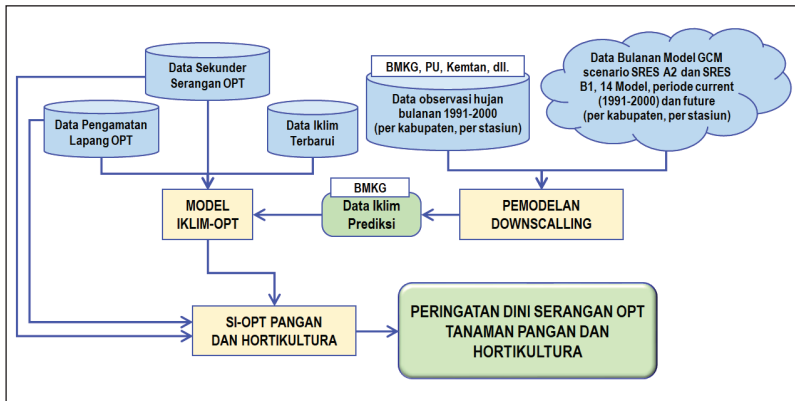 Data Sekunder
Serangan OPT
Data Pengamatan
Lapang OPT
Data Iklim
Terbarui
BMKG, PU, Kemtan, dll.
Data observasi hujan
bulanan 1991-2000
(per kabupaten, per stasiun)
Data Bulanan Model GCM
scenario SRES A2 dan SRES
B1, 14 Model, periode current
(1991-2000) dan future
(per kabupaten, per stasiun)
MODEL
IKLIM-OPT
BMKG
Data Iklim
Prediksi
PEMODELAN
DOWNSCALLING
SI-OPT PANGAN
DAN HORTIKULTURA
PERINGATAN DINI SERANGAN OPT
TANAMAN PANGAN DAN
HORTIKULTURA